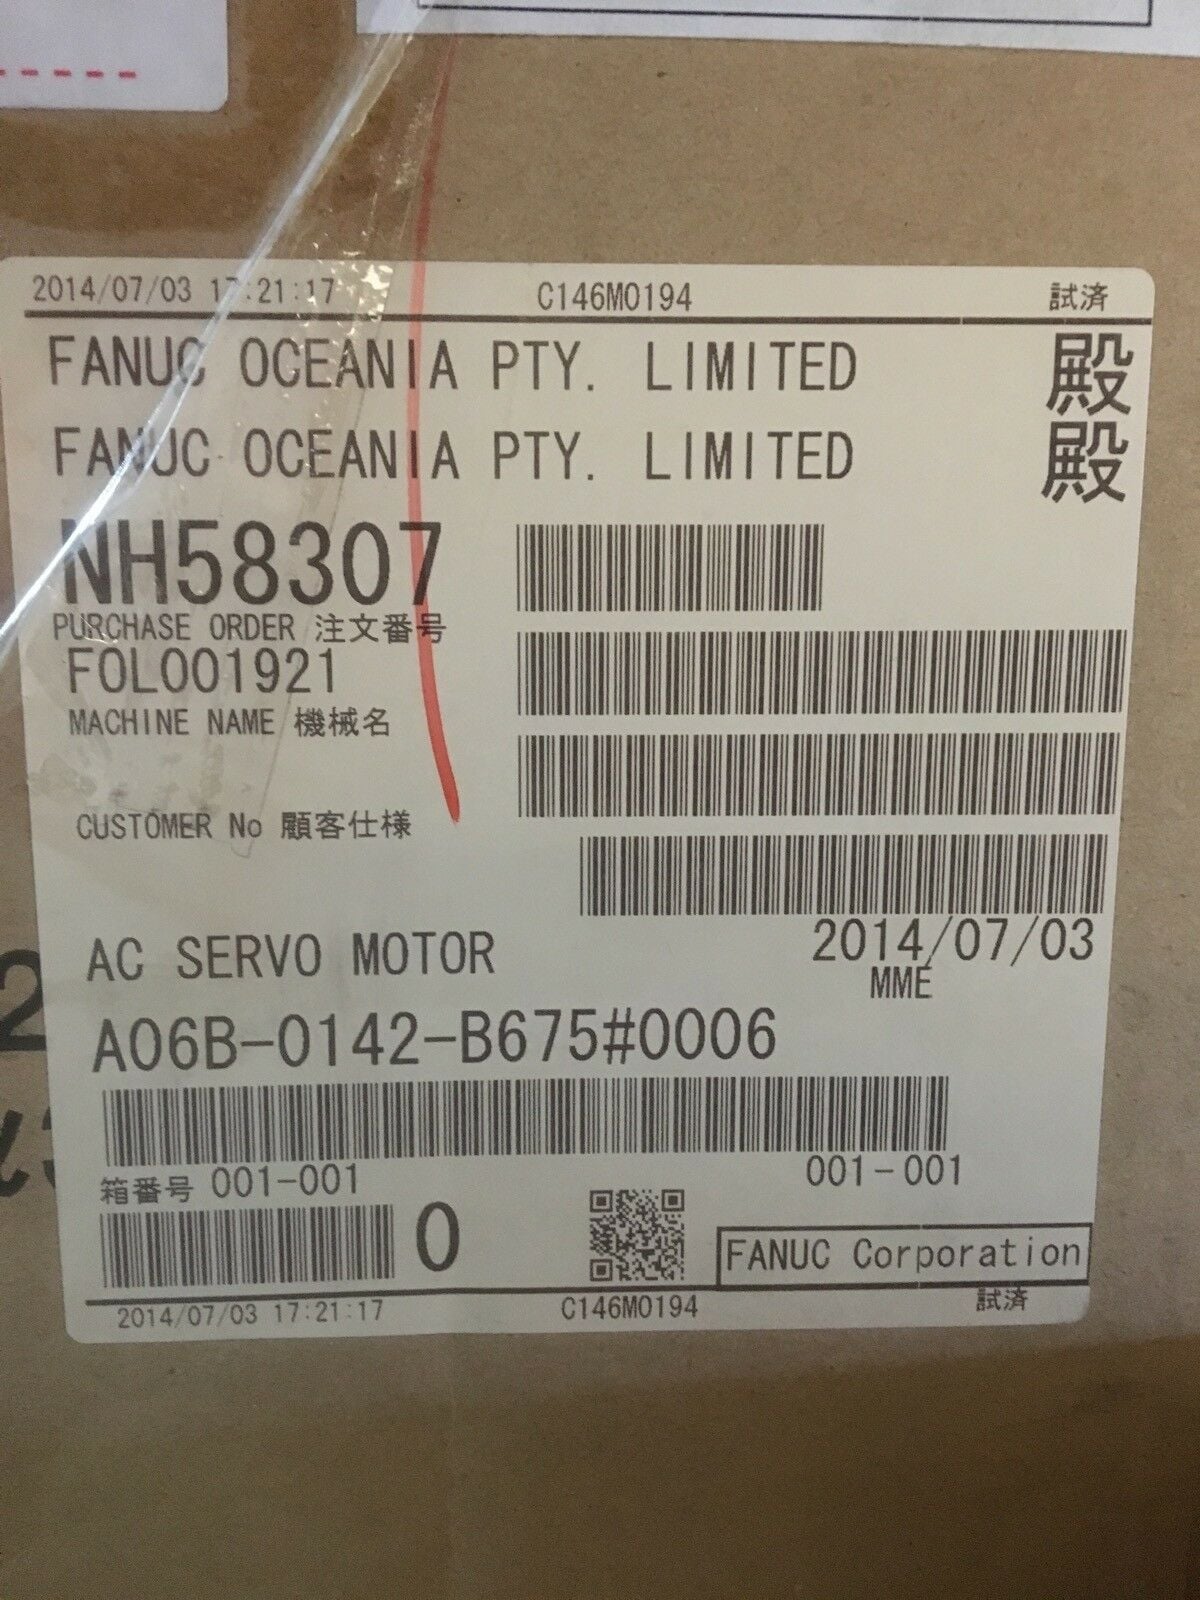 2014/07/03 17:21:17 C146M0194 試済
FANUC OCEANIA PTY. LIMITED 殿
FANUC OCEANIA PTY. LIMITED 殿
NH58307
PURCHASE ORDER 注文番号
FOL001921
MACHINE NAME 機械名
CUSTOMER No 顧客仕様
AC SERVO MOTOR 2014/07/03
MME
A06B-0142-B675#0006
箱番号 001-001 001-001
0
FANUC Corporation
2014/07/03 17:21:17 C146M0194 試済